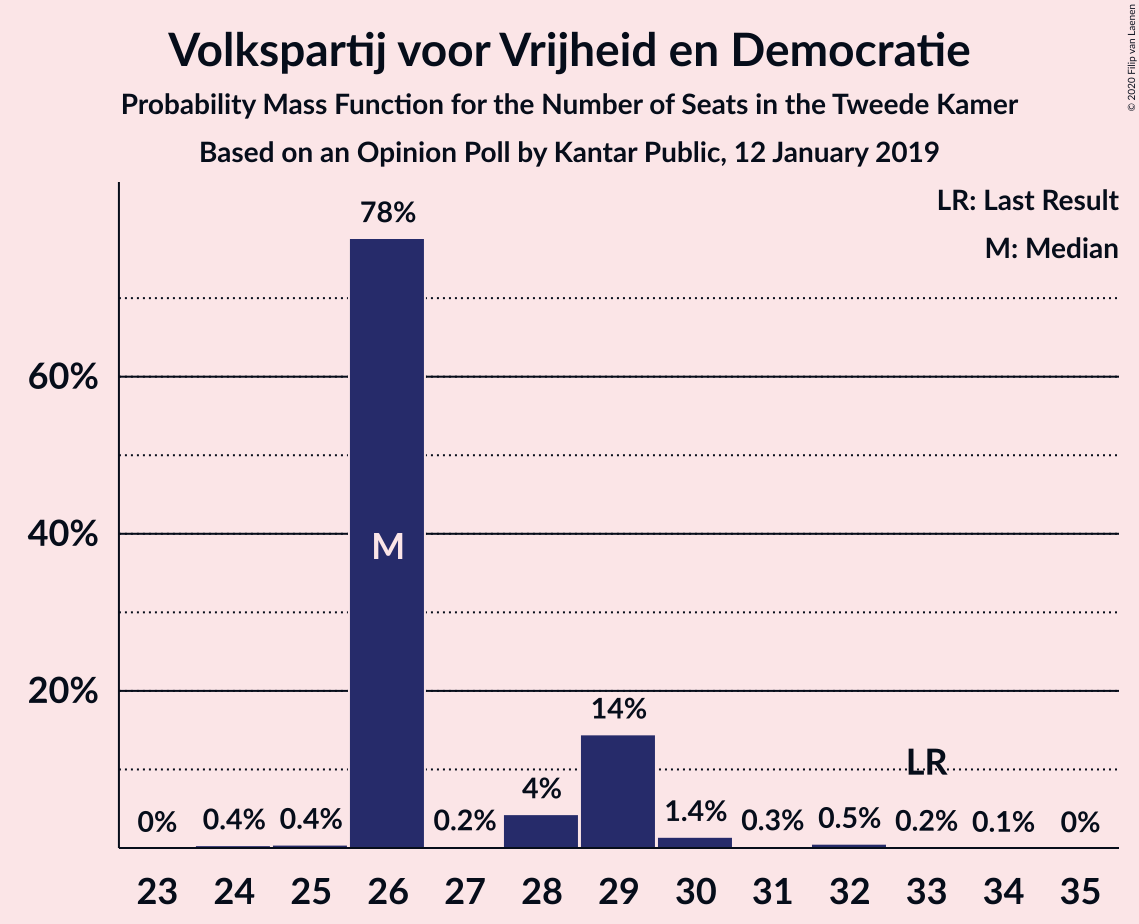 Volkspartij voor Vrijheid en Democratie
Probability Mass Function for the Number of Seats in the Tweede Kamer
Based on an Opinion Poll by Kantar Public, 12 January 2019
© 2020 Filip van Laenen
LR: Last Result
M: Median
78%
60%
40%
M
20%
14%
LR
4%
0%
0.4%
0.4%
0.2%
1.4%
0.3%
0.5%
0.2%
0.1%
0%
23 24 25 26 27 28 29 30 31 32 33 34 35